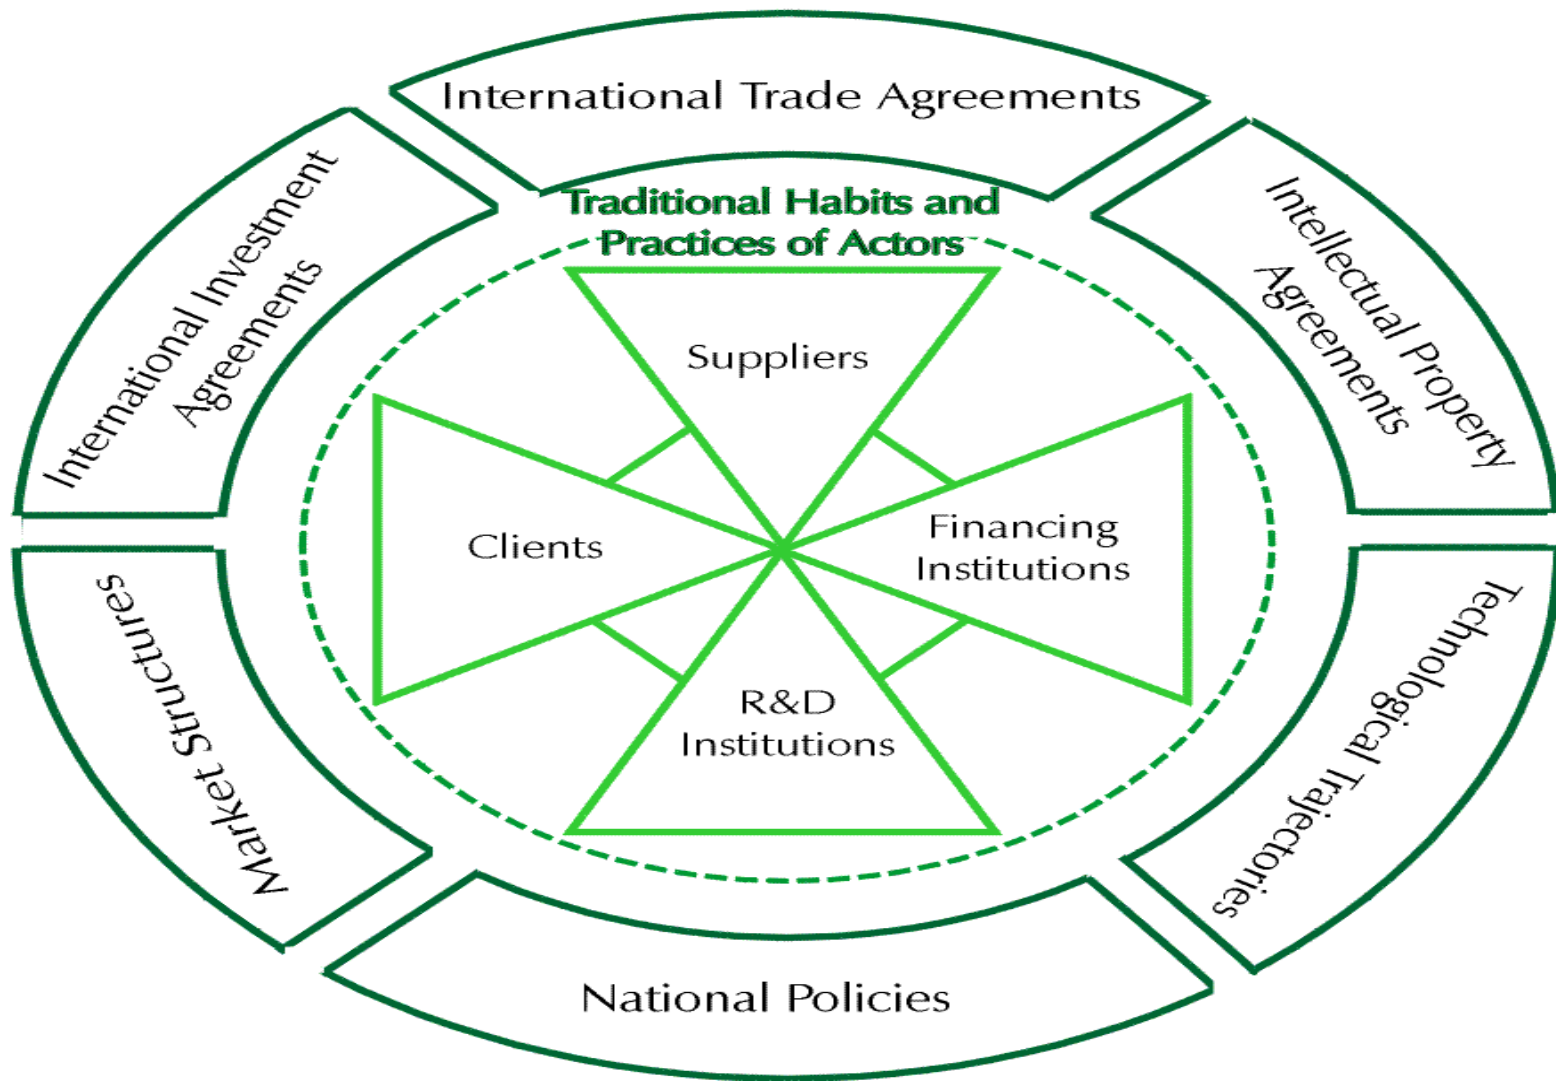 International Trade Agreements
Traditional Habits and
Practices of Actors
International Investment
Agreements
Intellectual Property
Agreements
Suppliers
Clients
Financing
Institutions
R&D
Institutions
Market Structures
Technological Trajectories
National Policies